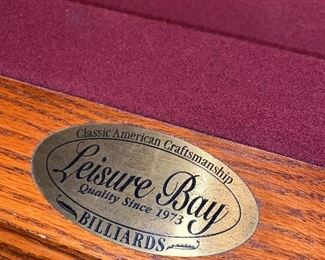 Classic American Craftsmanship
Leisure Bay
Quality Since 1973
BILLIARDS